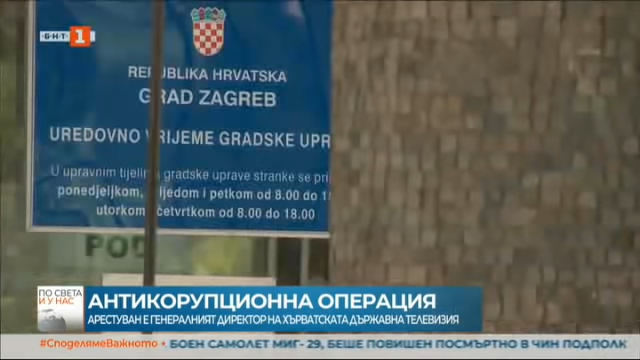 БНТ 1
REPUBLIKA HRVATSKA
GRAD ZAGREB
UREDOVNO VRIJEME GRADSKE UPR
U upravnim tijelima gradske uprave stranke se pri
ponedjeljkom, srijedom i petkom od 8.00 do 1
utorkom i četvrtkom od 8.00 do 18.00
POD
ПО СВЕТА
И У НАС
АНТИКОРУПЦИОННА ОПЕРАЦИЯ
АРЕСТУВАН Е ГЕНЕРАЛНИЯТ ДИРЕКТОР НА ХЪРВАТСКАТА ДЪРЖАВНА ТЕЛЕВИЗИЯ
#СподелямеВажното • БОЕН САМОЛЕТ МИГ- 29, БЕШЕ ПОВИШЕН ПОСМЪРТНО В ЧИН ПОДПОЛК